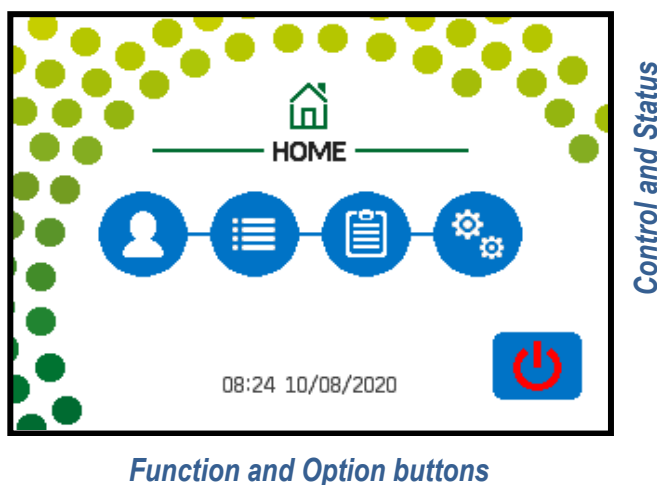 HOME
08:24 10/08/2020
Control and Status
Function and Option buttons